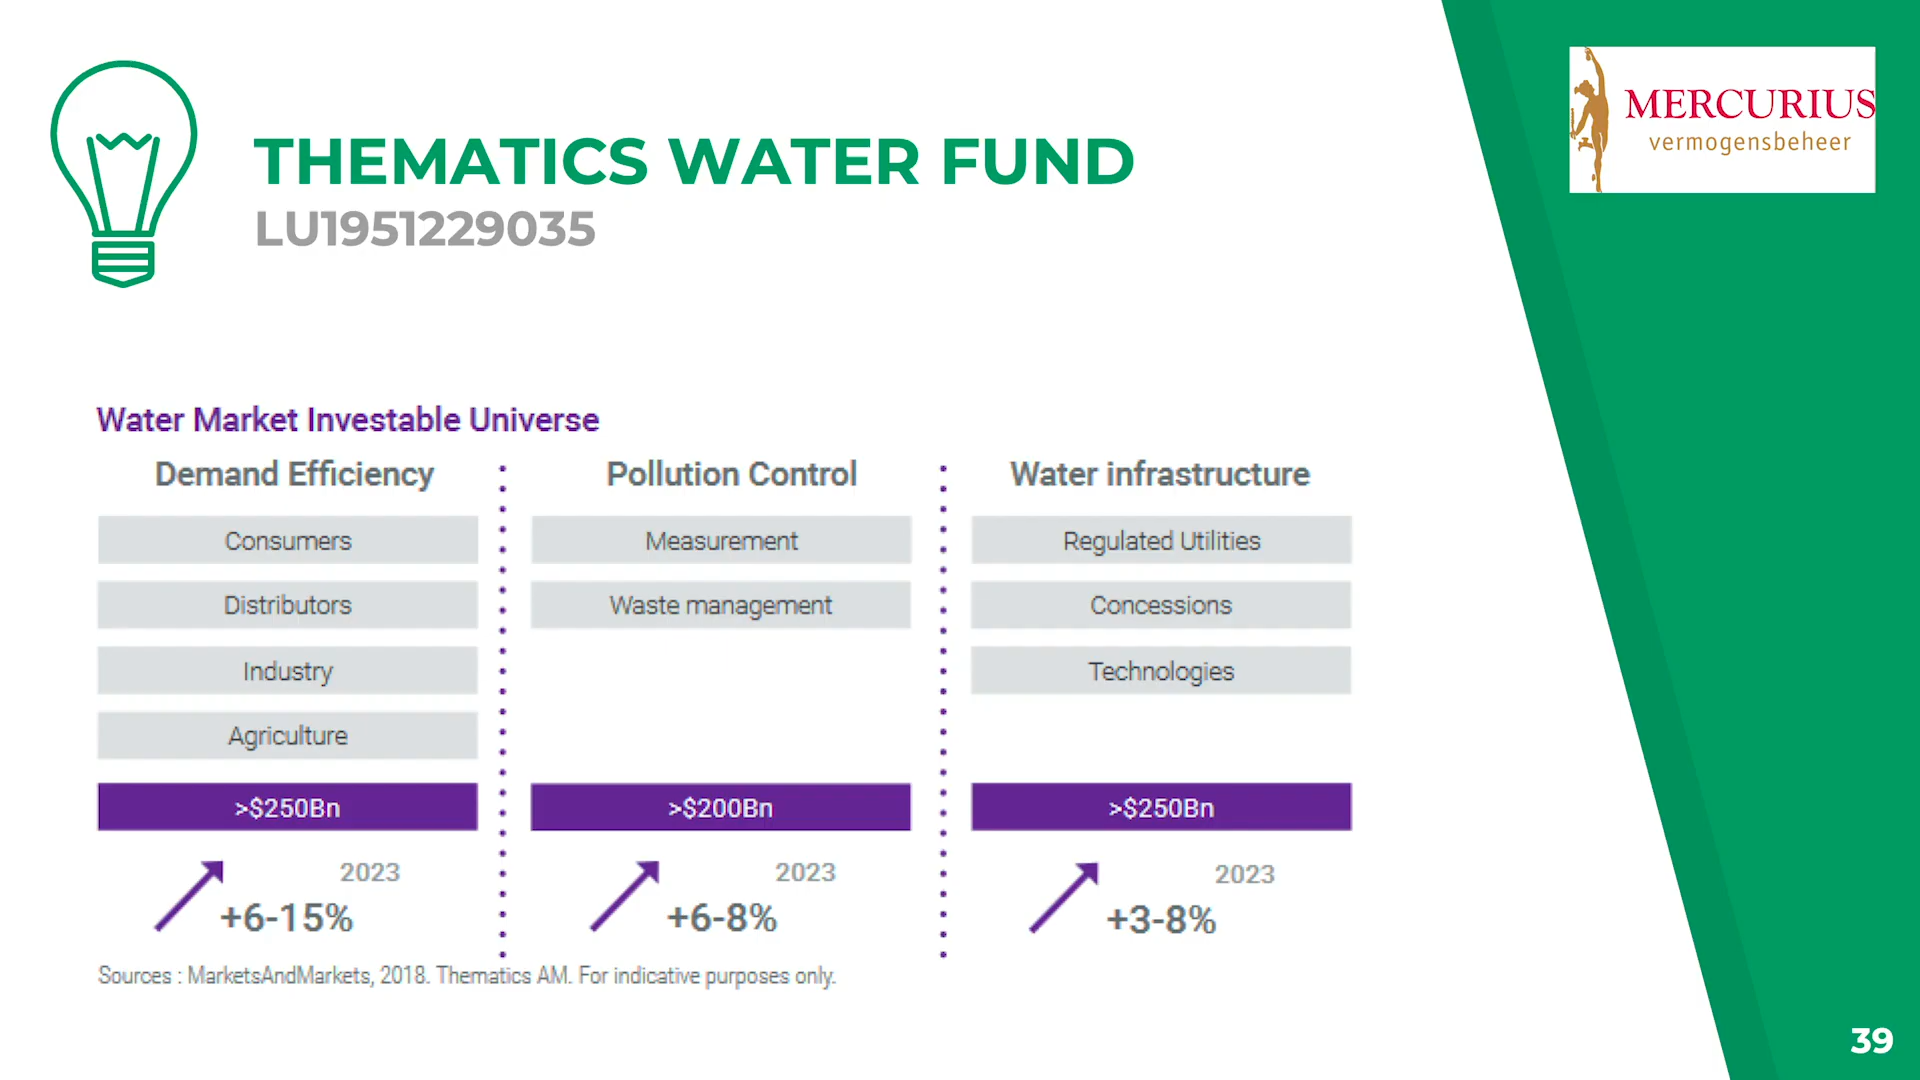 MERCURIUS
vermogensbeheer
THEMATICS WATER FUND
LU1951229035
Water Market Investable Universe
Demand Efficiency
Consumers
Distributors
Industry
Agriculture
>$250Bn
2023
+6-15%
Pollution Control
Measurement
Waste management
>$200Bn
2023
+6-8%
Water infrastructure
Regulated Utilities
Concessions
Technologies
>$250Bn
2023
+3-8%
Sources : MarketsAndMarkets, 2018. Thematics AM. For indicative purposes only.
39